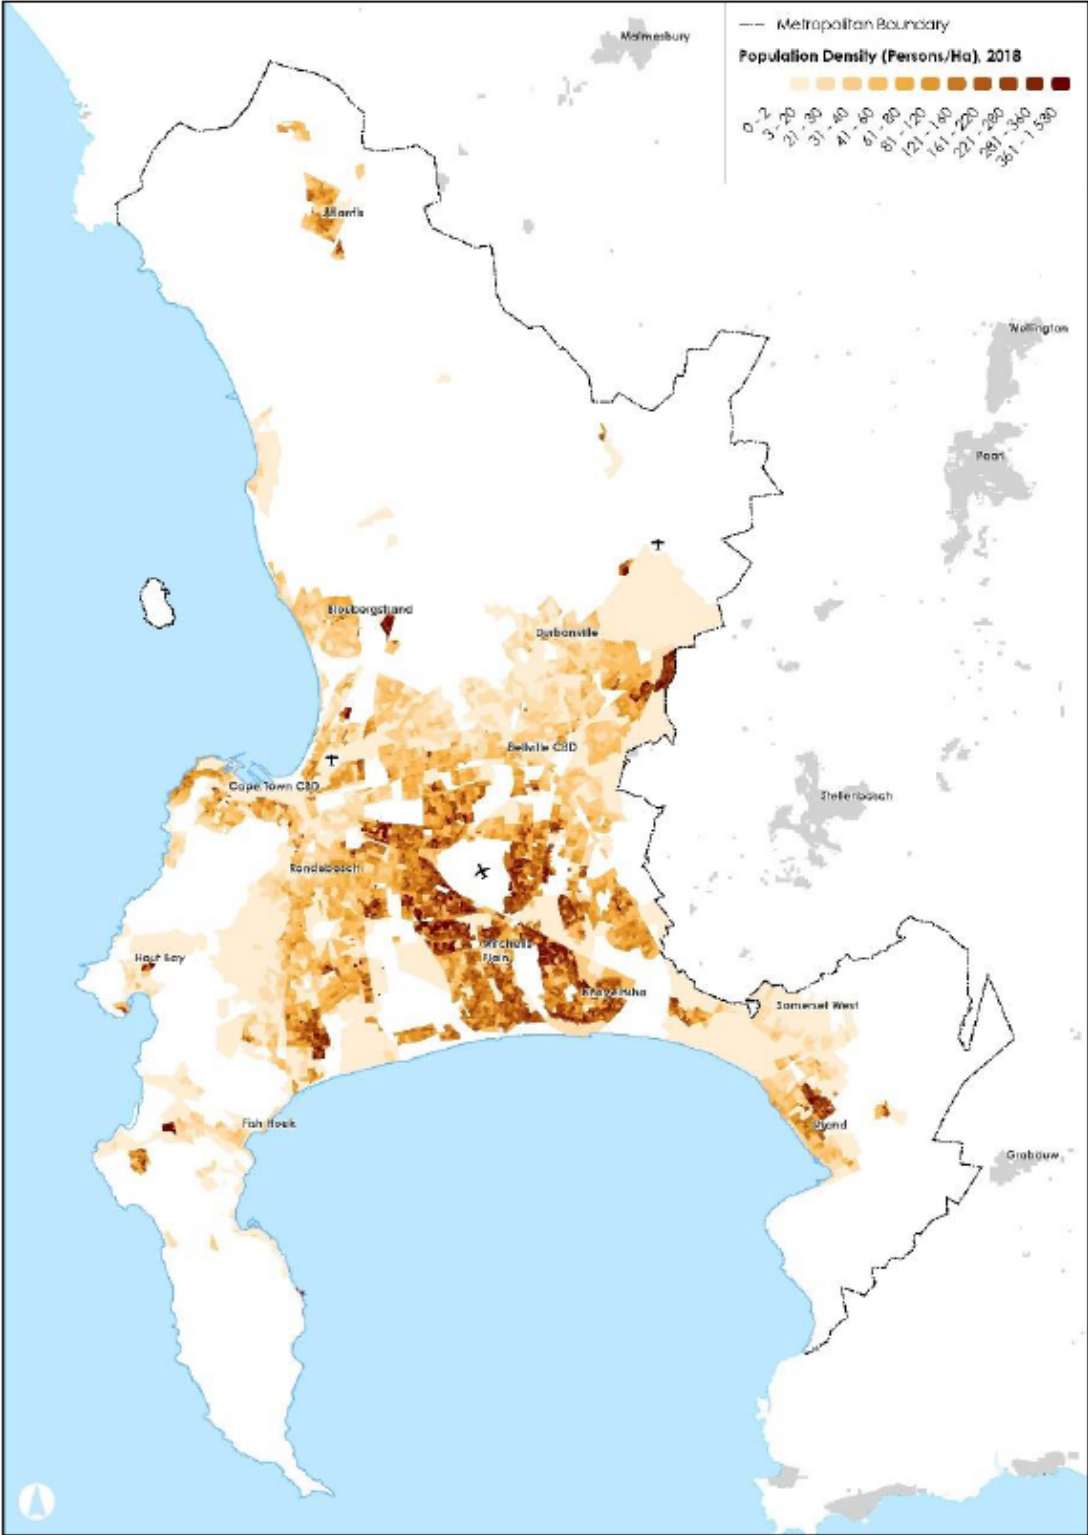 Malmesbury
Metropolitan Boundary
Population Density (Persons/Ha), 2018
0 - 2
3 - 20
21 - 30
31 - 40
41 - 60
61 - 80
81 - 120
121 - 160
161 - 220
221 - 280
281 - 360
361 - 1 530
Atlantis
Wellington
Paarl
Bloubergstrand
Durbanville
Bellville CBD
Cape Town CBD
Stellenbosch
Rondebosch
Mitchells
Plain
Hout Bay
Khayelitsha
Somerset West
Fish Hoek
Strand
Grabouw